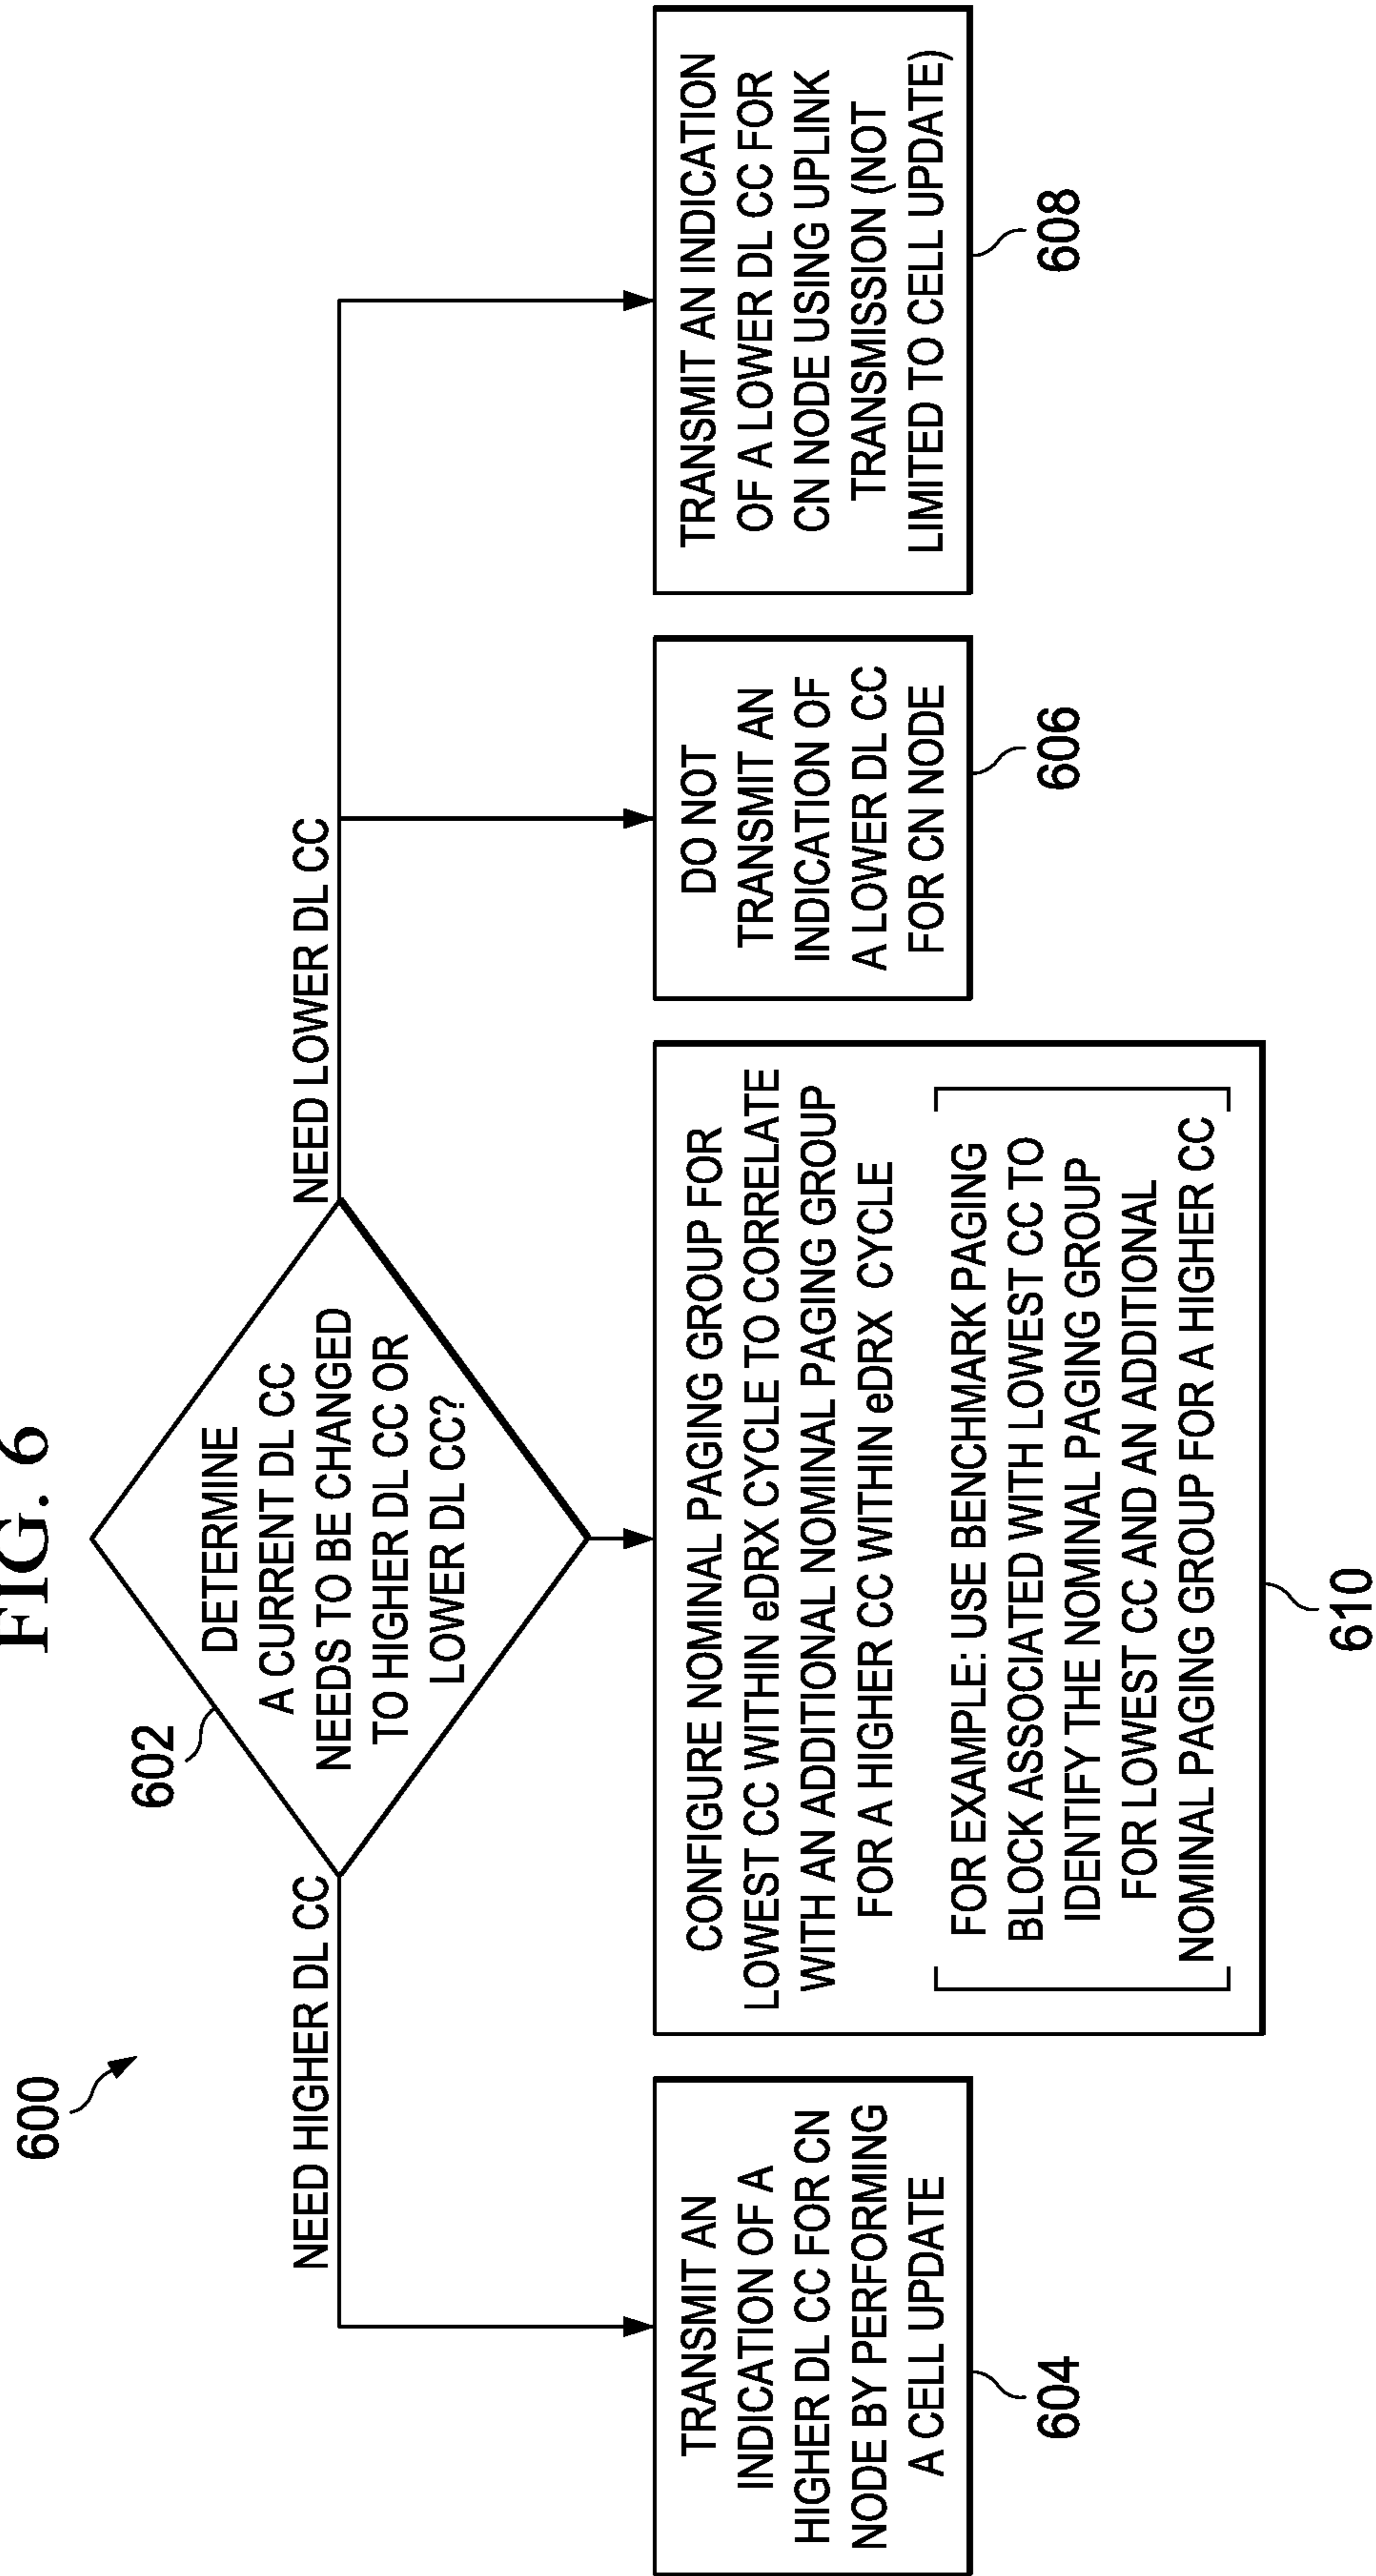 FIG. 6
600
602
DETERMINE
A CURRENT DL CC
NEEDS TO BE CHANGED
TO HIGHER DL CC OR
LOWER DL CC?
NEED HIGHER DL CC
NEED LOWER DL CC
TRANSMIT AN
INDICATION OF A
HIGHER DL CC FOR CN
NODE BY PERFORMING
A CELL UPDATE
604
CONFIGURE NOMINAL PAGING GROUP FOR
LOWEST CC WITHIN eDRX CYCLE TO CORRELATE
WITH AN ADDITIONAL NOMINAL PAGING GROUP
FOR A HIGHER CC WITHIN eDRX CYCLE
FOR EXAMPLE: USE BENCHMARK PAGING
BLOCK ASSOCIATED WITH LOWEST CC TO
IDENTIFY THE NOMINAL PAGING GROUP
FOR LOWEST CC AND AN ADDITIONAL
NOMINAL PAGING GROUP FOR A HIGHER CC
610
DO NOT
TRANSMIT AN
INDICATION OF
A LOWER DL CC
FOR CN NODE
606
TRANSMIT AN INDICATION
OF A LOWER DL CC FOR
CN NODE USING UPLINK
TRANSMISSION (NOT
LIMITED TO CELL UPDATE)
608